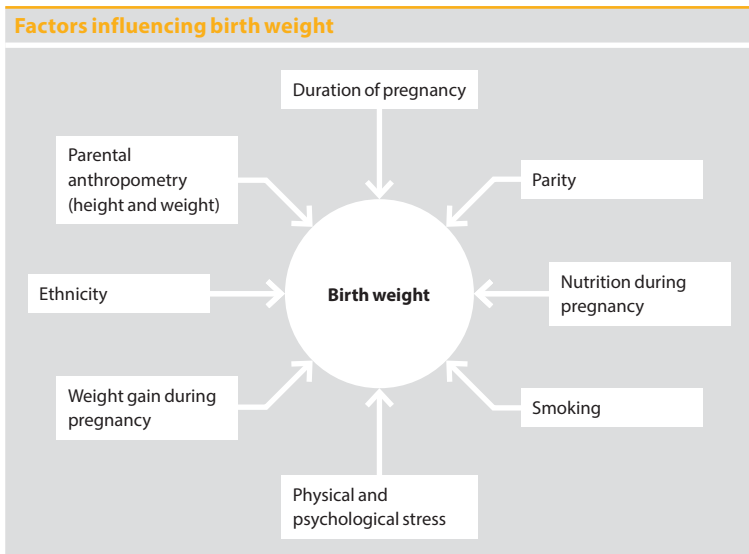 Factors influencing birth weight
Duration of pregnancy
Parental
anthropometry
(height and weight)
Parity
Ethnicity
Birth weight
Nutrition during
pregnancy
Weight gain during
pregnancy
Smoking
Physical and
psychological stress